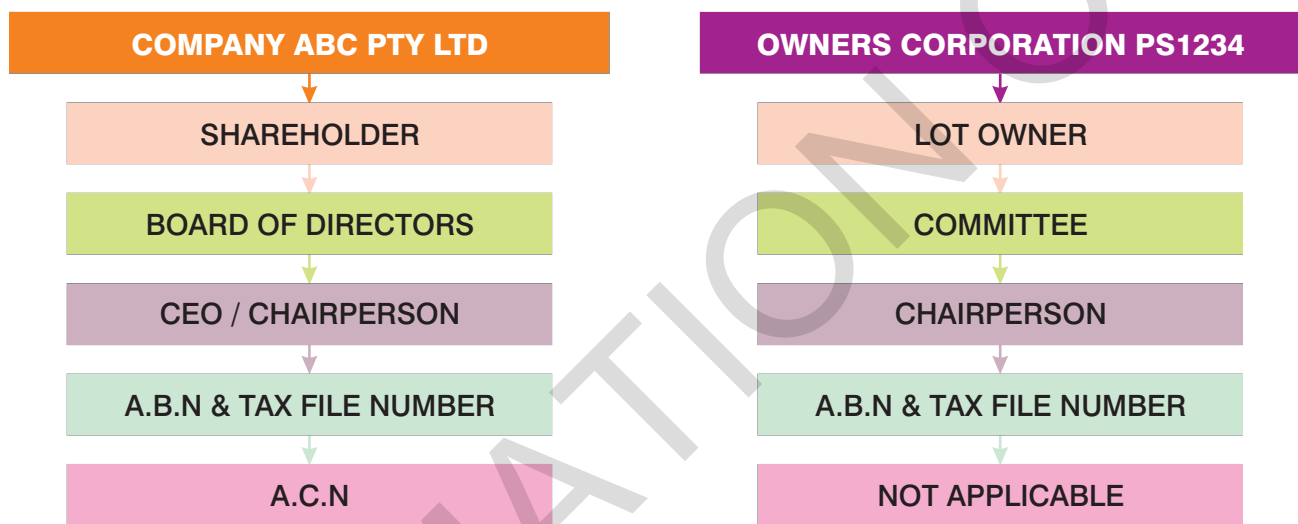 COMPANY ABC PTY LTD
SHAREHOLDER
BOARD OF DIRECTORS
CEO / CHAIRPERSON
A.B.N & TAX FILE NUMBER
A.C.N
OWNERS CORPORATION PS1234
LOT OWNER
COMMITTEE
CHAIRPERSON
A.B.N & TAX FILE NUMBER
NOT APPLICABLE